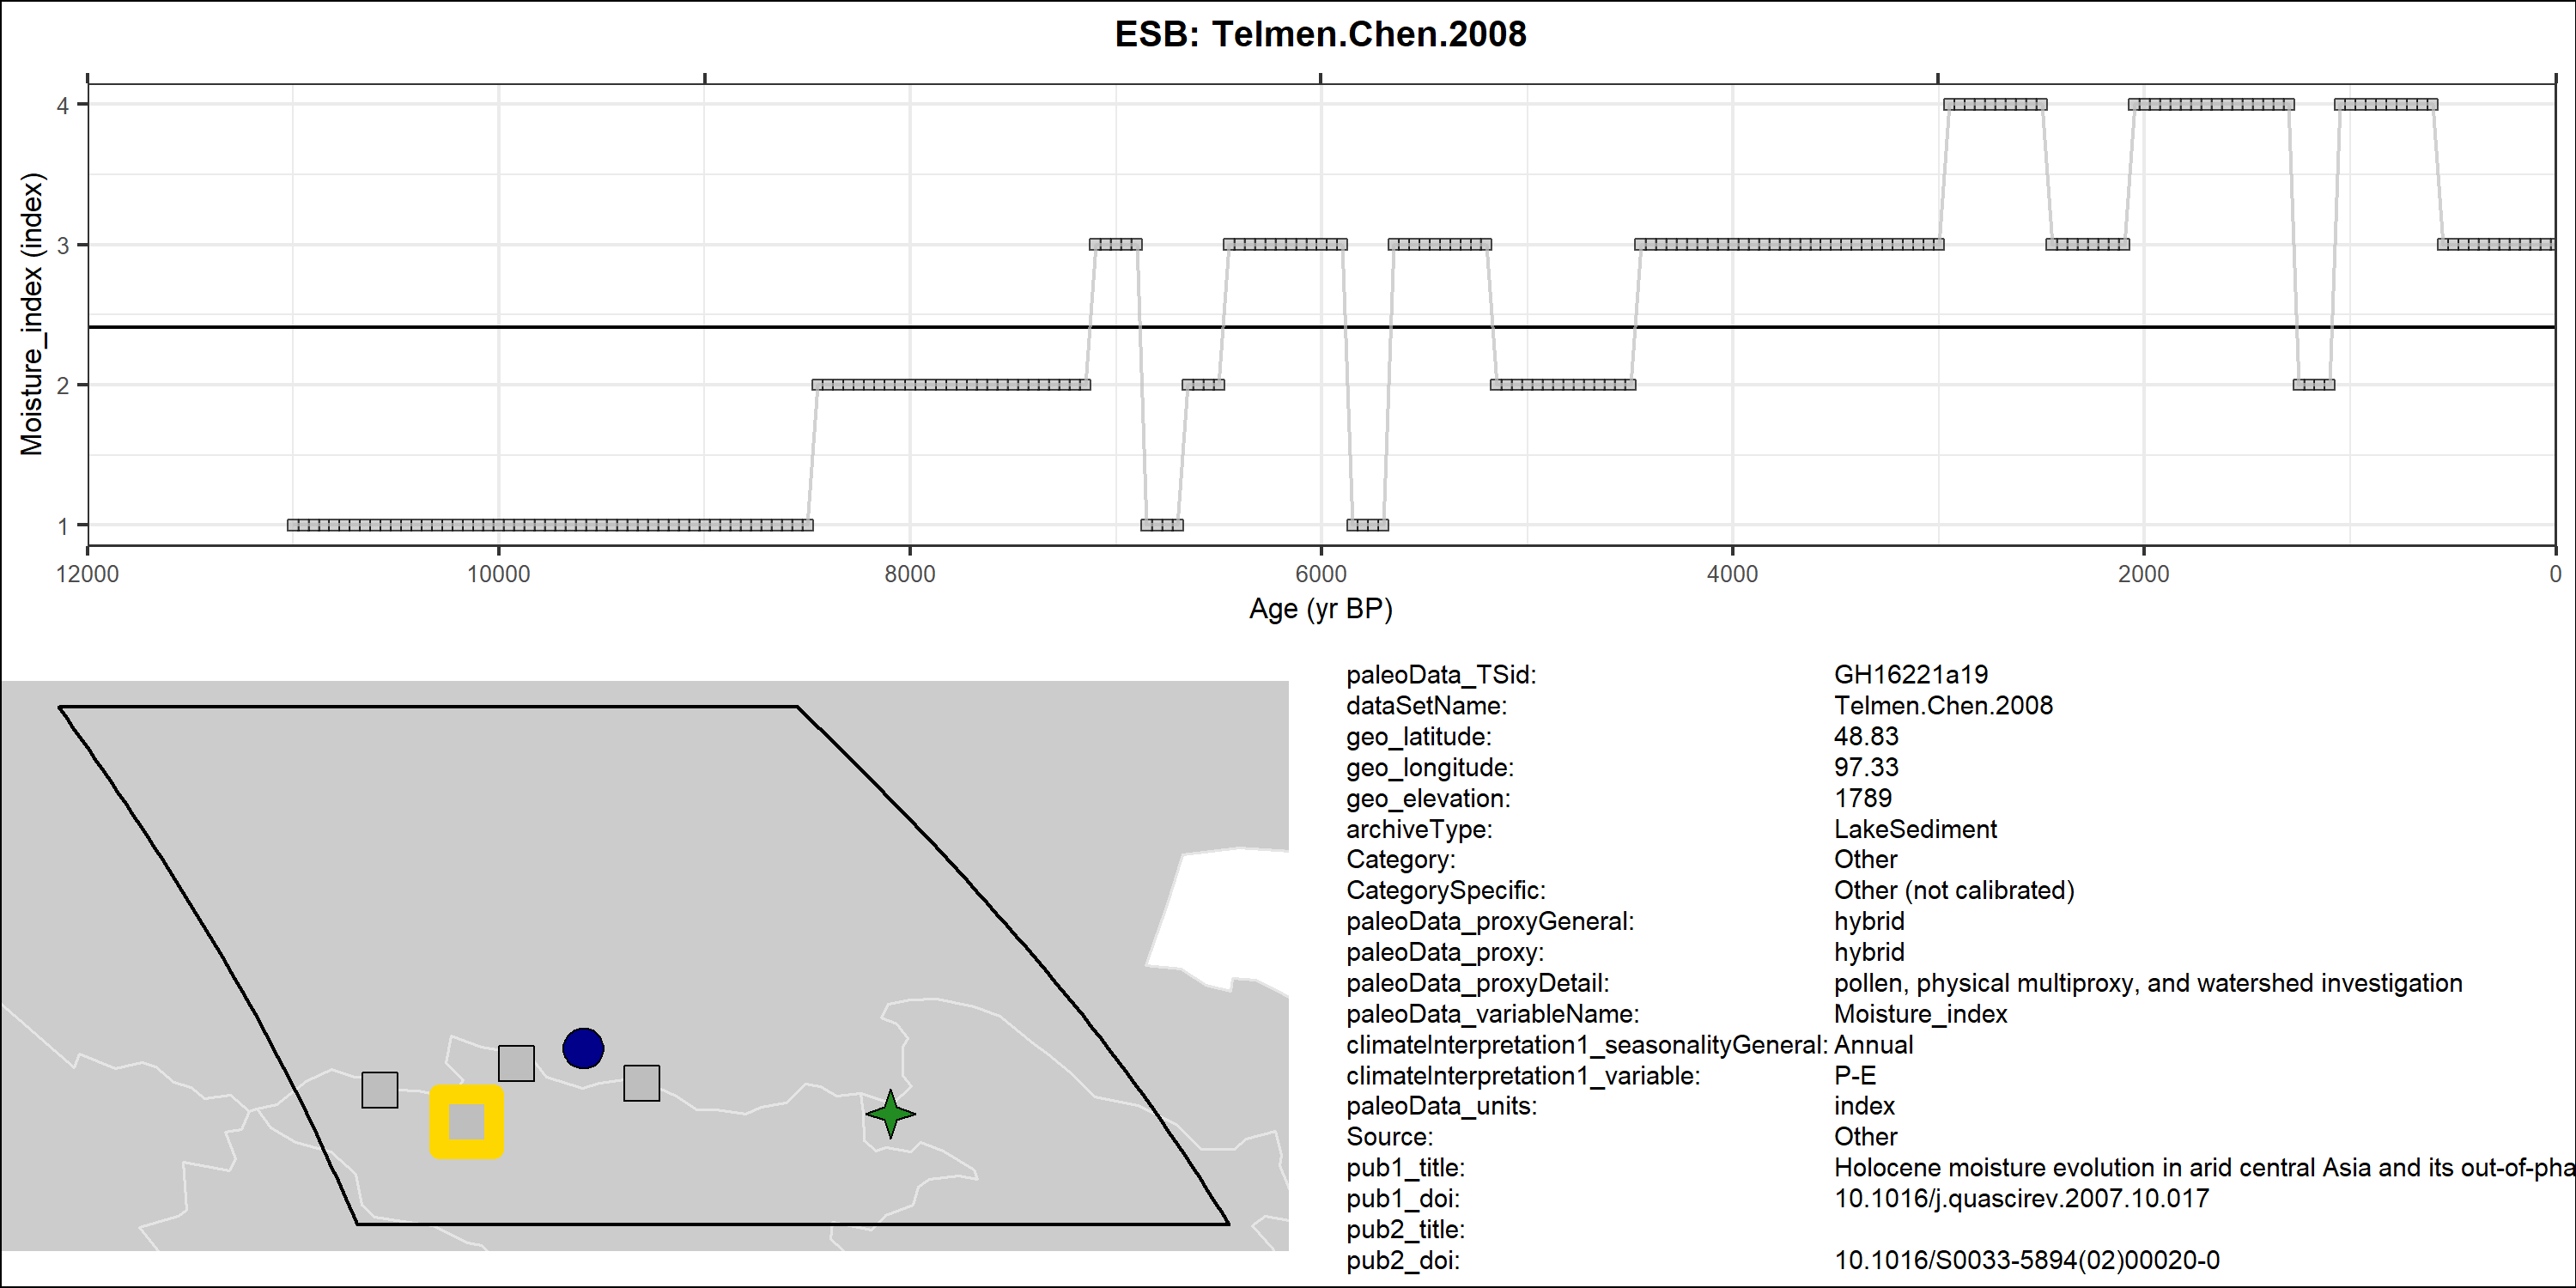 ESB: Telmen.Chen.2008
Moisture_index (index)
4
3
2
1
12000 10000 8000 6000 4000 2000 0
Age (yr BP)
paleoData_TSid: GH16221a19
dataSetName: Telmen.Chen.2008
geo_latitude: 48.83
geo_longitude: 97.33
geo_elevation: 1789
archiveType: LakeSediment
Category: Other
CategorySpecific: Other (not calibrated)
paleoData_proxyGeneral: hybrid
paleoData_proxy: hybrid
paleoData_proxyDetail: pollen, physical multiproxy, and watershed investigation
paleoData_variableName: Moisture_index
climateInterpretation1_seasonalityGeneral: Annual
climateInterpretation1_variable: P-E
paleoData_units: index
Source: Other
pub1_title: Holocene moisture evolution in arid central Asia and its out-of-pha
pub1_doi: 10.1016/j.quascirev.2007.10.017
pub2_title:
pub2_doi: 10.1016/S0033-5894(02)00020-0